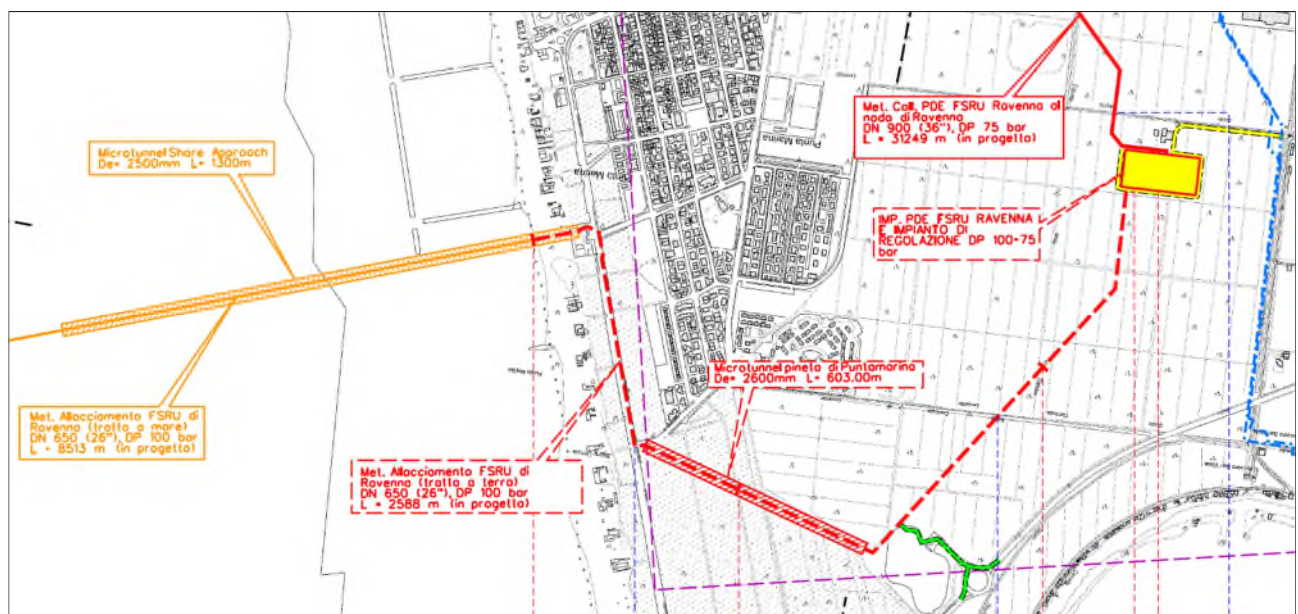 Microtunnel Shore Approach
De= 2500mm L= 1300m
Met. Allacciamento FSRU di
Ravenna (tratto a mare)
DN 650 (26"), DP 100 bar
L = 8513 m (in progetto)
Met. Allacciamento FSRU di
Ravenna (tratto a terra)
DN 650 (26"), DP 100 bar
L = 2588 m (in progetto)
Microtunnel pineta di Puntamarina
De= 2600mm L= 603.00m
Met. Coll. PDE FSRU Ravenna al
nodo di Ravenna
DN 900 (36"), DP 75 bar
L = 31249 m (in progetto)
IMP. PDE FSRU RAVENNA
E IMPIANTO DI
REGOLAZIONE DP 100-75
bar
Punta Marina
Punta Marina